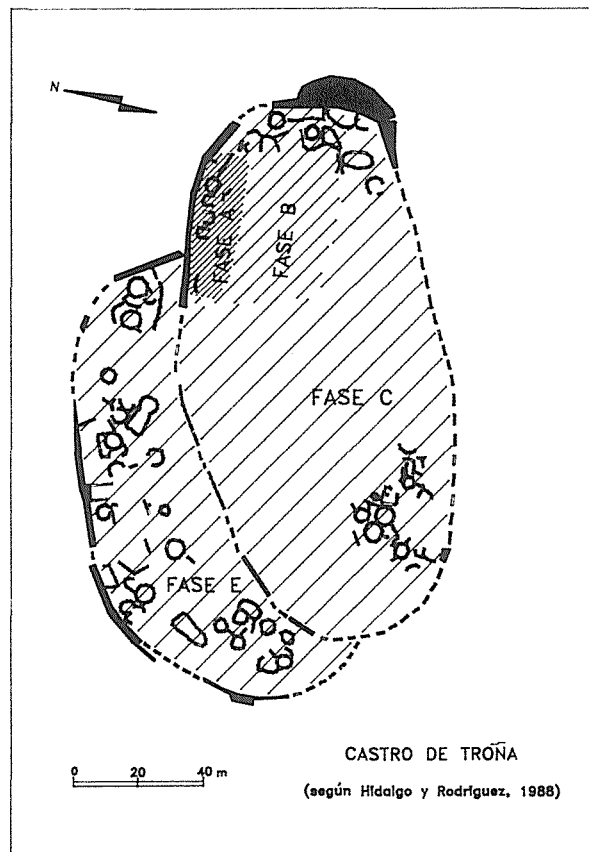 N
FASE A
FASE B
FASE C
FASE E
CASTRO DE TROÑA
0 20 40 m
(según Hidalgo y Rodríguez, 1988)